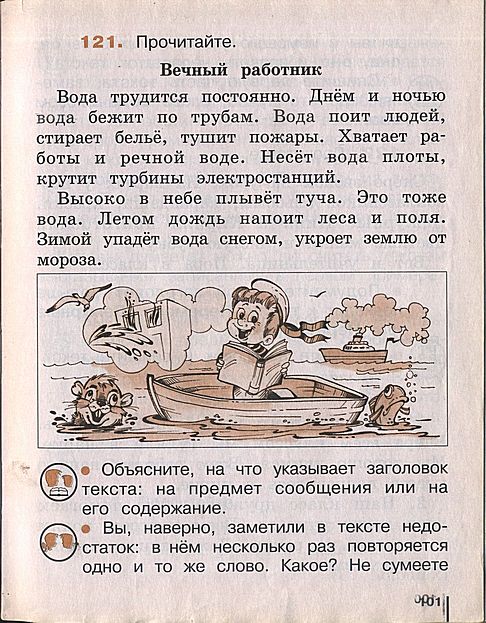 121. Прочитайте.
Вечный работник
Вода трудится постоянно. Днём и ночью
вода бежит по трубам. Вода поит людей,
стирает бельё, тушит пожары. Хватает ра-
боты и речной воде. Несёт вода плоты,
крутит турбины электростанций.
Высоко в небе плывёт туча. Это тоже
вода. Летом дождь напоит леса и поля.
Зимой упадёт вода снегом, укроет землю от
мороза.
● Объясните, на что указывает заголовок
текста: на предмет сообщения или на
его содержание.
● Вы, наверно, заметили в тексте недо-
статок: в нём несколько раз повторяется
одно и то же слово. Какое? Не сумеете
101